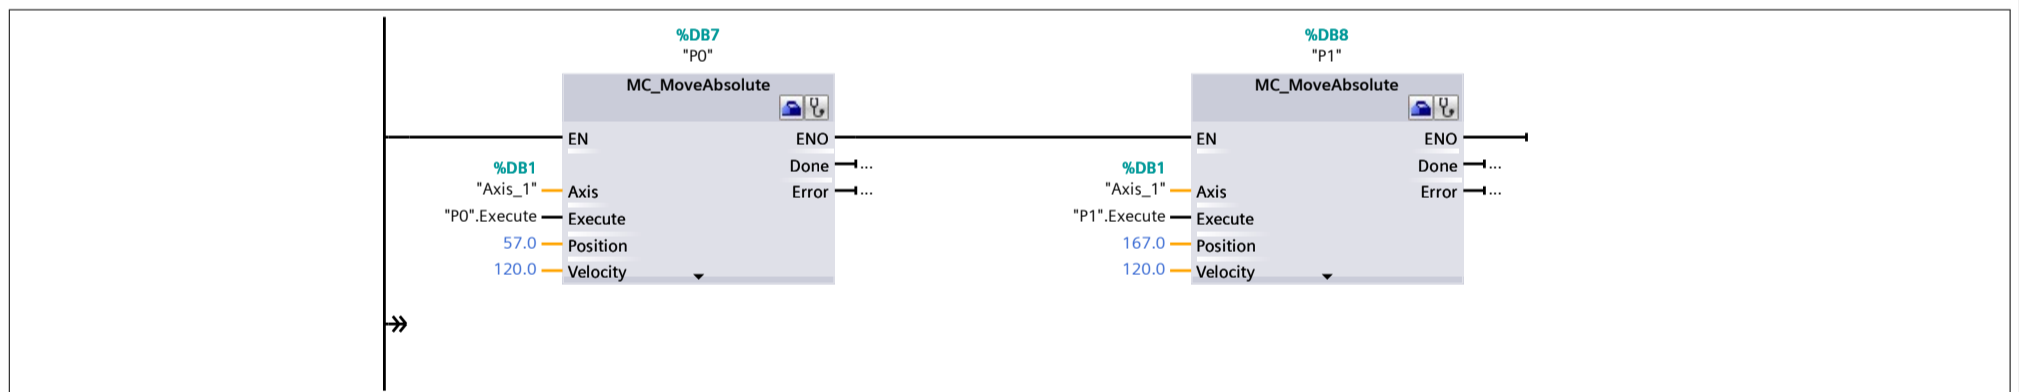 %DB7
"P0"
MC_MoveAbsolute
EN
ENO
Done
...
%DB1
"Axis_1"
Axis
Error
...
"P0".Execute
Execute
57.0
Position
120.0
Velocity
%DB8
"P1"
MC_MoveAbsolute
EN
ENO
Done
...
%DB1
"Axis_1"
Axis
Error
...
"P1".Execute
Execute
167.0
Position
120.0
Velocity